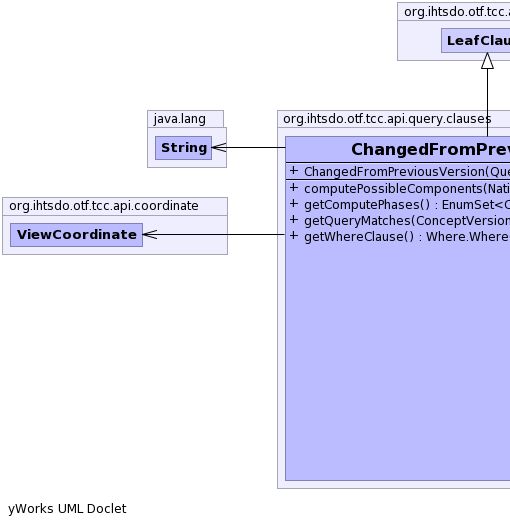 org.ihtsdo.otf.tcc.a
LeafClau
java.lang
String
org.ihtsdo.otf.tcc.api.query.clauses
ChangedFromPrev
+ ChangedFromPreviousVersion(Que
+ computePossibleComponents(Nati
+ getComputePhases() : EnumSet<C
+ getQueryMatches(ConceptVersion
+ getWhereClause() : Where.Where
org.ihtsdo.otf.tcc.api.coordinate
ViewCoordinate
yWorks UML Doclet